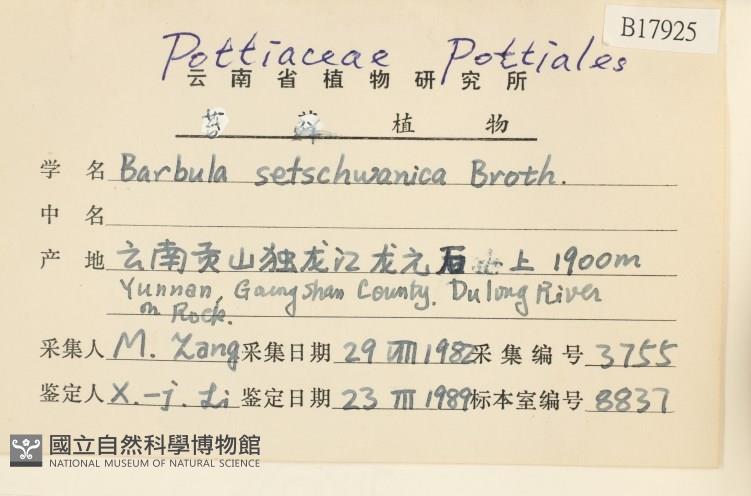 B17925
Pottiaceae Pottiales
云南省植物研究所
苔藓植物
学名 Barbula setschwanica Broth.
中名
产地 云南贡山独龙江龙元石上 1900m
Yunnan, Gaungshan County. Dulong River
on Rock.
采集人 M. Zang 采集日期 29 VIII 1982 采集编号 3755
鉴定人 X.-j. Li 鉴定日期 23 III 1989 标本室编号 8837
國立自然科學博物館
NATIONAL MUSEUM OF NATURAL SCIENCE